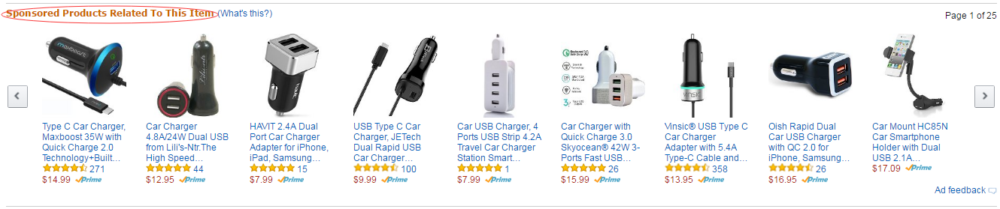 Sponsored Products Related To This Item (What's this?)
Page 1 of 25
maxboost
HAVIT
vinsic
Type C Car Charger,
Maxboost 35W with
Quick Charge 2.0
Technology+Built...
271
$14.99 Prime
Car Charger
4.8A/24W Dual USB
from Lili's-Ntr.The
High Speed...
44
$12.95 Prime
HAVIT 2.4A Dual
Port Car Charger
Adapter for iPhone,
iPad, Samsung...
15
$7.99 Prime
USB Type C Car
Charger, JETech
Dual Rapid USB
Car Charger...
100
$9.99 Prime
Car USB Charger, 4
Ports USB Strip 4.2A
Travel Car Charger
Station Smart...
1
$7.99 Prime
Car Charger with
Quick Charge 3.0
Skyocean® 42W 3-
Ports Fast USB...
26
$15.99 Prime
Vinsic® USB Type C
Car Charger
Adapter with 5.4A
Type-C Cable and...
358
$13.95 Prime
Oish Rapid Dual
Car USB Charger
with QC 2.0 for
iPhone, Samsung...
26
$16.95 Prime
Car Mount HC85N
Car Smartphone
Holder with Dual
USB 2.1A...
$17.09 Prime
Ad feedback